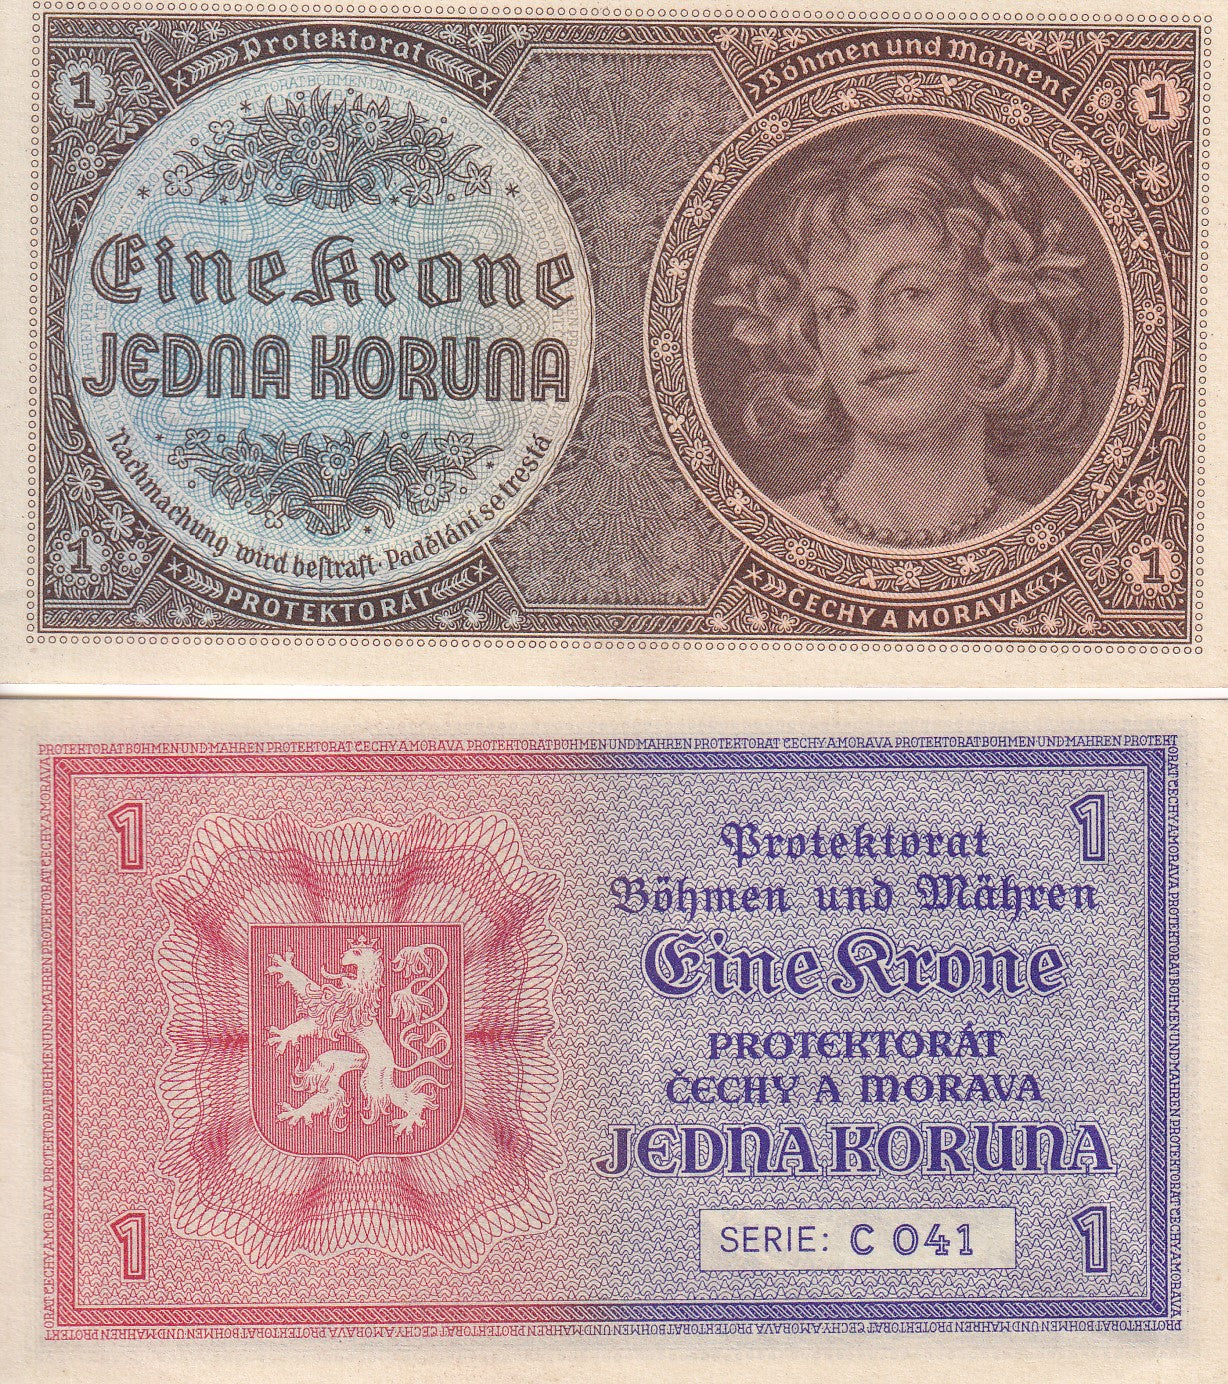 Protektorat
Böhmen und Mähren
1
1
Eine Krone
JEDNA KORUNA
Nachmachung wird bestraft · Padělání se trestá
1
1
PROTEKTORÁT
ČECHY A MORAVA
PROTEKTORAT BÖHMEN UND MÄHREN PROTEKTORÁT ČECHY A MORAVA PROTEKTORAT BÖHMEN UND MÄHREN PROTEKTORÁT ČECHY A MORAVA PROTEKTORAT BÖHMEN UND MÄHREN PROTEKT
1
1
Protektorat
Böhmen und Mähren
Eine Krone
PROTEKTORÁT
ČECHY A MORAVA
JEDNA KORUNA
SERIE: C 041
1
1